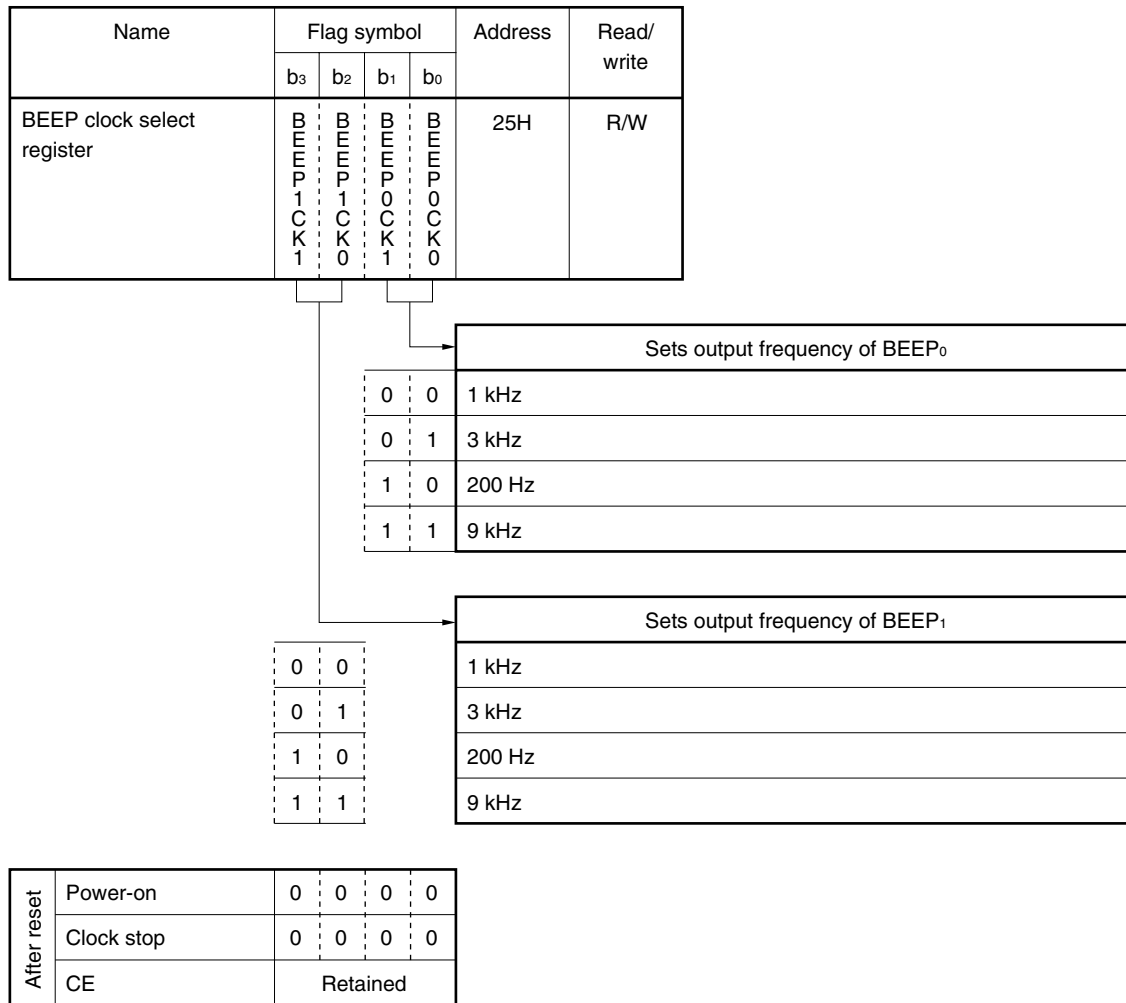 Name Flag symbol Address Read/
write
b3 b2 b1 b0
BEEP clock select
register
BEEP1CK1 BEEP1CK0 BEEP0CK1 BEEP0CK0 25H R/W
Sets output frequency of BEEP0
0 0 1 kHz
0 1 3 kHz
1 0 200 Hz
1 1 9 kHz
Sets output frequency of BEEP1
0 0 1 kHz
0 1 3 kHz
1 0 200 Hz
1 1 9 kHz
After reset
Power-on 0 0 0 0
Clock stop 0 0 0 0
CE Retained